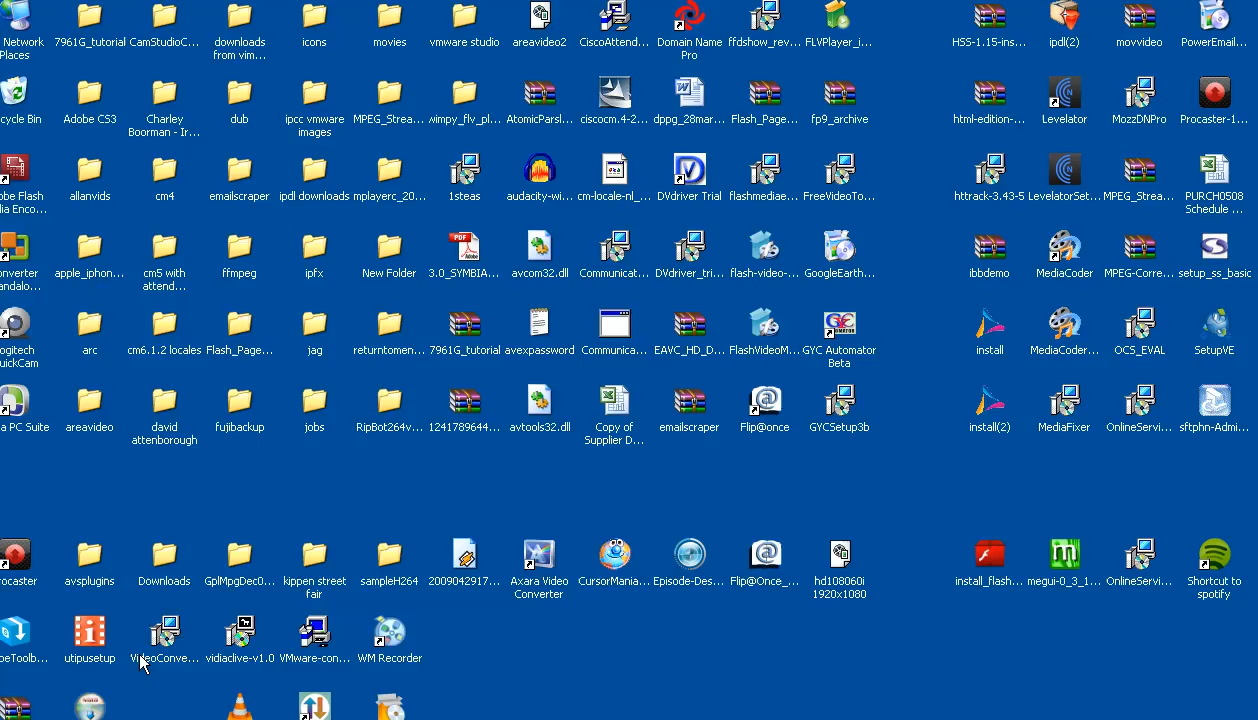 Network
Places
7961G_tutorial
CamStudioC...
downloads
from vim...
icons
movies
vmware studio
areavideo2
CiscoAttend...
Domain Name
Pro
ffdshow_rev...
FLVPlayer_i...
HSS-1.15-ins...
ipdl(2)
movvideo
PowerEmail...
cycle Bin
Adobe CS3
Charley
Boorman - Ir...
dub
ipcc vmware
images
MPEG_Strea...
wimpy_flv_pl...
AtomicParsl...
ciscocm.4-2...
dppg_28mar...
Flash_Page...
fp9_archive
html-edition-...
Levelator
MozzDNPro
Procaster-1...
obe Flash
dia Enco...
allanvids
cm4
emailscraper
ipdl downloads
mplayerc_20...
1steas
audacity-wi...
cm-locale-nl_...
DVdriver Trial
flashmediae...
FreeVideoTo...
httrack-3.43-5
LevelatorSet...
MPEG_Strea...
PURCH0508
Schedule ...
onverter
andalo...
apple_iphon...
cm5 with
attend...
ffmpeg
ipfx
New Folder
3.0_SYMBIA...
avcom32.dll
Communicat...
DVdriver_tri...
flash-video-...
GoogleEarth...
ibbdemo
MediaCoder
MPEG-Corre...
setup_ss_basic
ogitech
uickCam
arc
cm6.1.2 locales
Flash_Page...
jag
returntomen...
7961G_tutorial
avexpassword
Communica...
EAVC_HD_D...
FlashVideoM...
GYC Automator
Beta
install
MediaCoder...
OCS_EVAL
SetupVE
a PC Suite
areavideo
david
attenborough
fujibackup
jobs
RipBot264v...
1241789644...
avtools32.dll
Copy of
Supplier D...
emailscraper
Flip@once
GYCSetup3b
install(2)
MediaFixer
OnlineServi...
sftphn-Admi...
rocaster
avsplugins
Downloads
GplMpgDec0...
kippen street
fair
sampleH264
2009042917...
Axara Video
Converter
CursorMania...
Episode-Des...
Flip@Once_...
hd108060i
1920x1080
install_flash...
megui-0_3_1...
OnlineServi...
Shortcut to
spotify
oeToolb...
utipusetup
VideoConve...
vidiaclive-v1.0
VMware-con...
WM Recorder